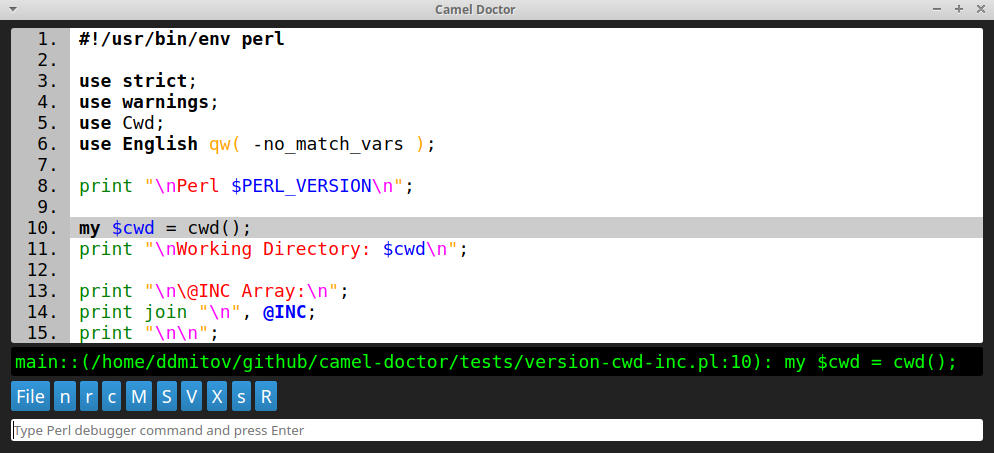 Camel Doctor
1. #!/usr/bin/env perl
2.
3. use strict;
4. use warnings;
5. use Cwd;
6. use English qw( -no_match_vars );
7.
8. print "\nPerl $PERL_VERSION\n";
9.
10. my $cwd = cwd();
11. print "\nWorking Directory: $cwd\n";
12.
13. print "\n\@INC Array:\n";
14. print join "\n", @INC;
15. print "\n\n";
main::(/home/ddmitov/github/camel-doctor/tests/version-cwd-inc.pl:10): my $cwd = cwd();
File n r c M S V X s R
Type Perl debugger command and press Enter